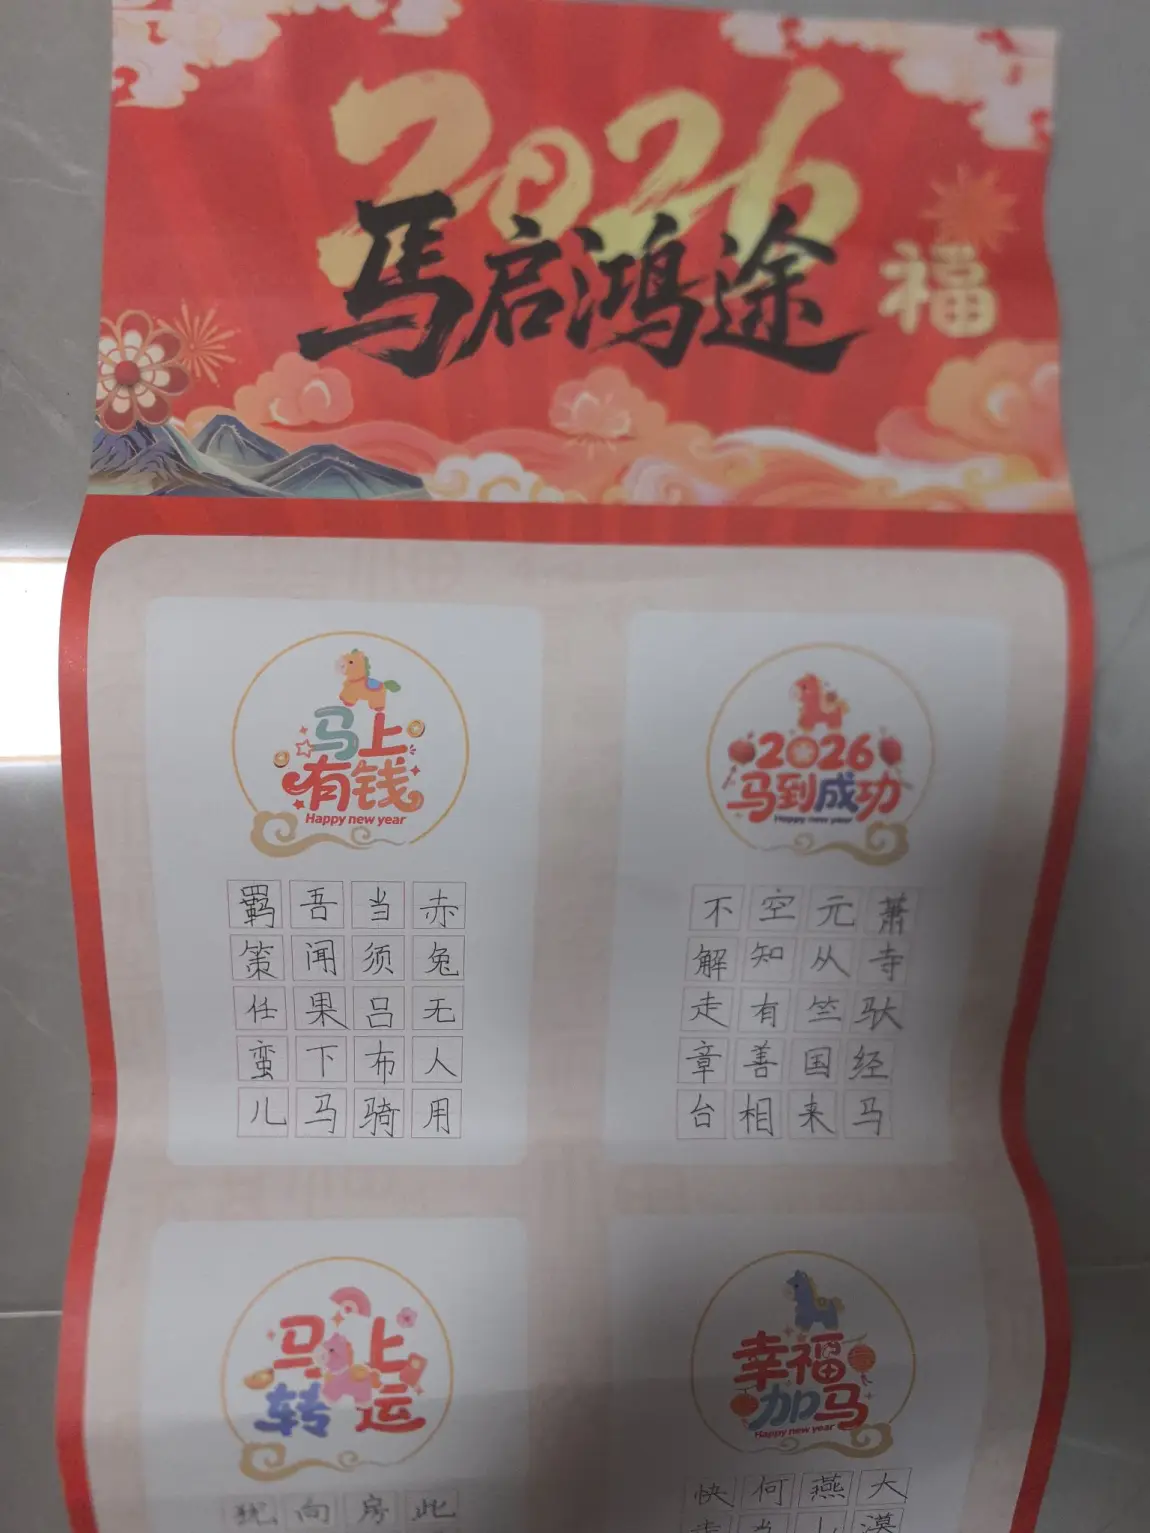 2026
马启鸿途
福
马上
有钱
Happy new year
赤兔无人用
当须吕布骑
吾闻果下马
羁策任蛮儿
2026
马到成功
Happy new year
萧寺驮经马
元从竺国来
空知有善相
不解走章台
马上
转运
此
房
向
犹
幸福
加马
Happy new year
大漠
燕山
何当
快走